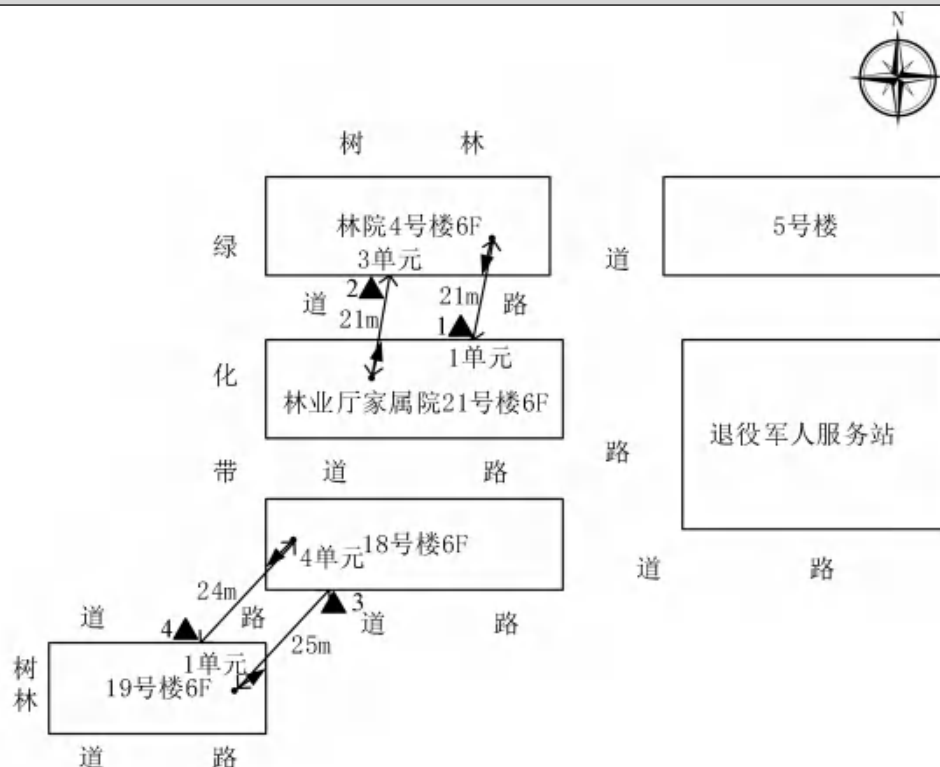 N
树 林
林院4号楼6F
3单元
5号楼
绿
道
道
2
21m
21m
1
路
化
1单元
林业厅家属院21号楼6F
退役军人服务站
带 道 路
路
18号楼6F
4单元
道 路
24m
道 路
4
3
道 路
25m
1单元
19号楼6F
树
林
道 路